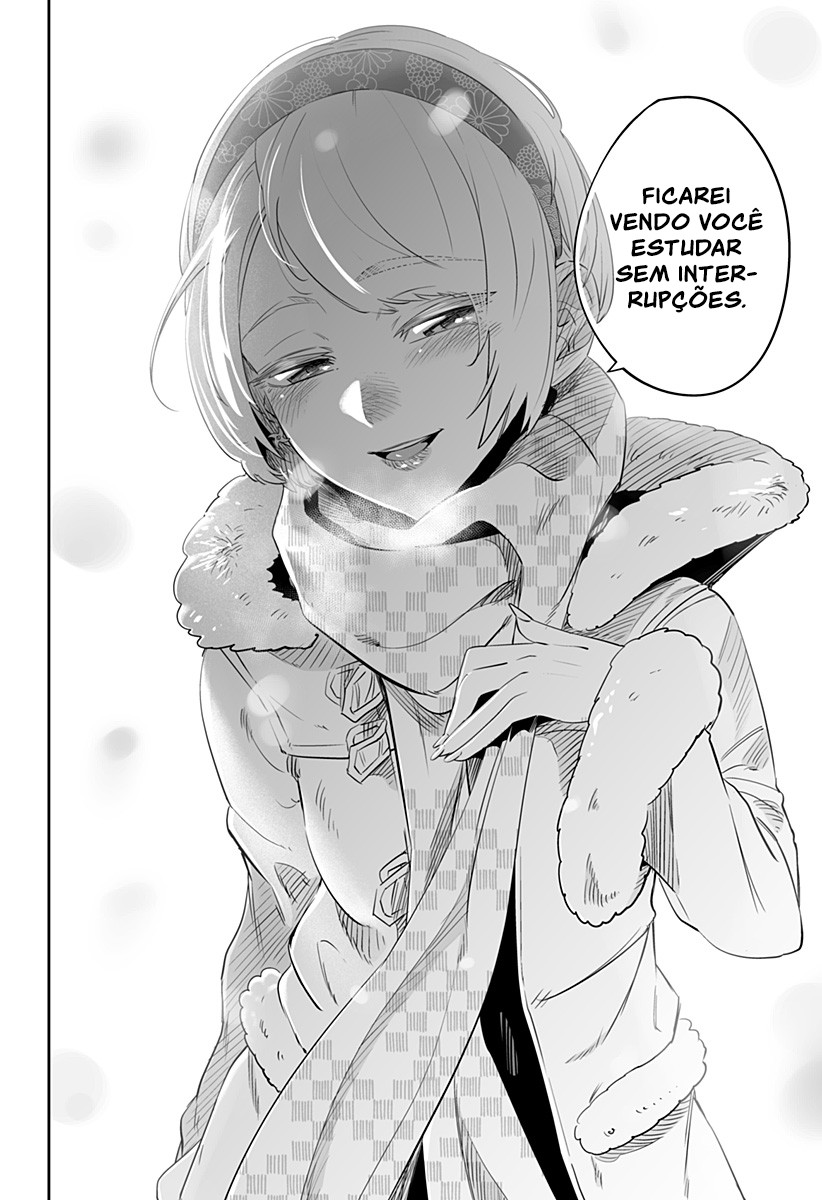 FICAREI
VENDO VOCÊ
ESTUDAR
SEM INTER-
RUPÇÕES.